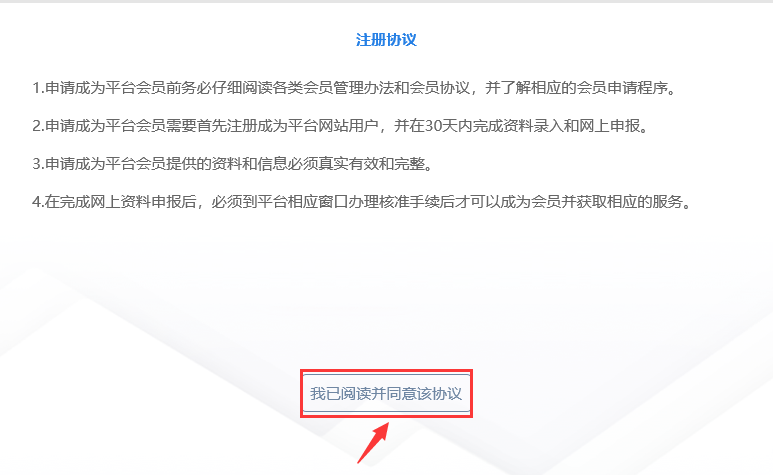 注册协议
1.申请成为平台会员前务必仔细阅读各类会员管理办法和会员协议，并了解相应的会员申请程序。
2.申请成为平台会员需要首先注册成为平台网站用户，并在30天内完成资料录入和网上申报。
3.申请成为平台会员提供的资料和信息必须真实有效和完整。
4.在完成网上资料申报后，必须到平台相应窗口办理核准手续后才可以成为会员并获取相应的服务。
我已阅读并同意该协议